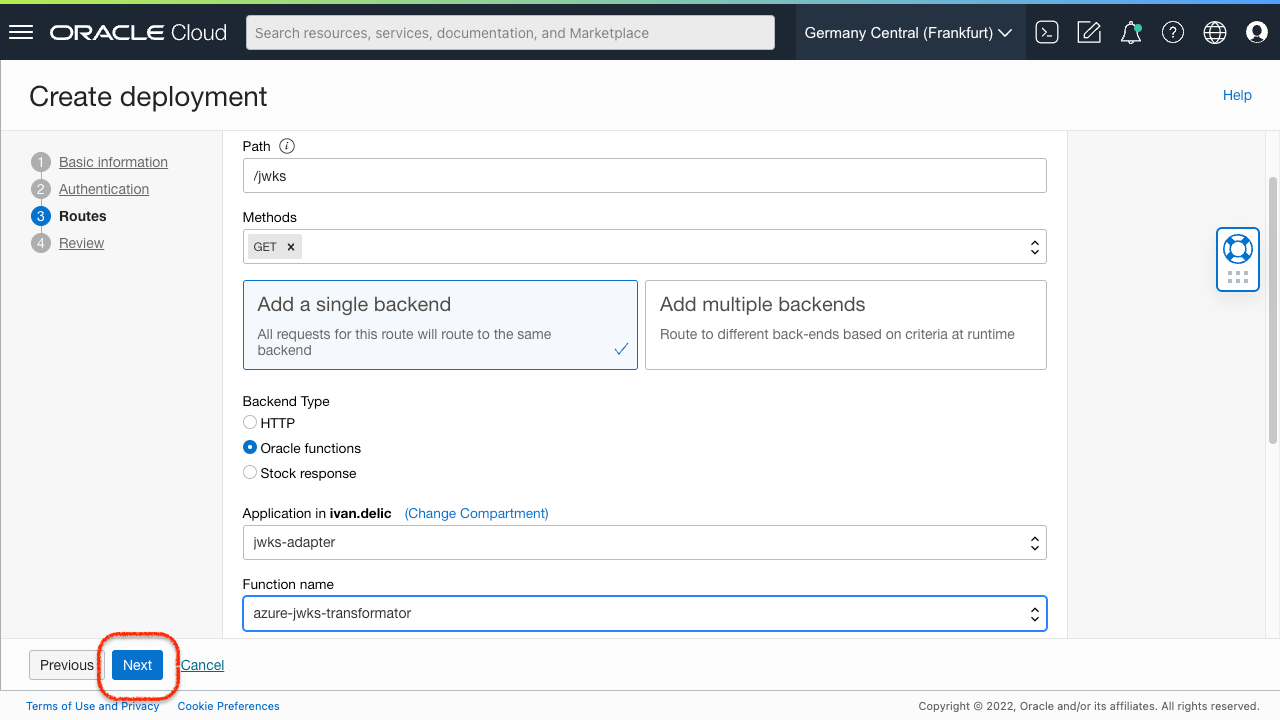 ORACLE Cloud
Search resources, services, documentation, and Marketplace
Germany Central (Frankfurt)
Create deployment
Help
1 Basic information
2 Authentication
3 Routes
4 Review
Path
/jwks
Methods
GET ×
Add a single backend
All requests for this route will route to the same
backend
Add multiple backends
Route to different back-ends based on criteria at runtime
Backend Type
HTTP
Oracle functions
Stock response
Application in ivan.delic (Change Compartment)
jwks-adapter
Function name
azure-jwks-transformator
Previous Next Cancel
Terms of Use and Privacy Cookie Preferences
Copyright © 2022, Oracle and/or its affiliates. All rights reserved.